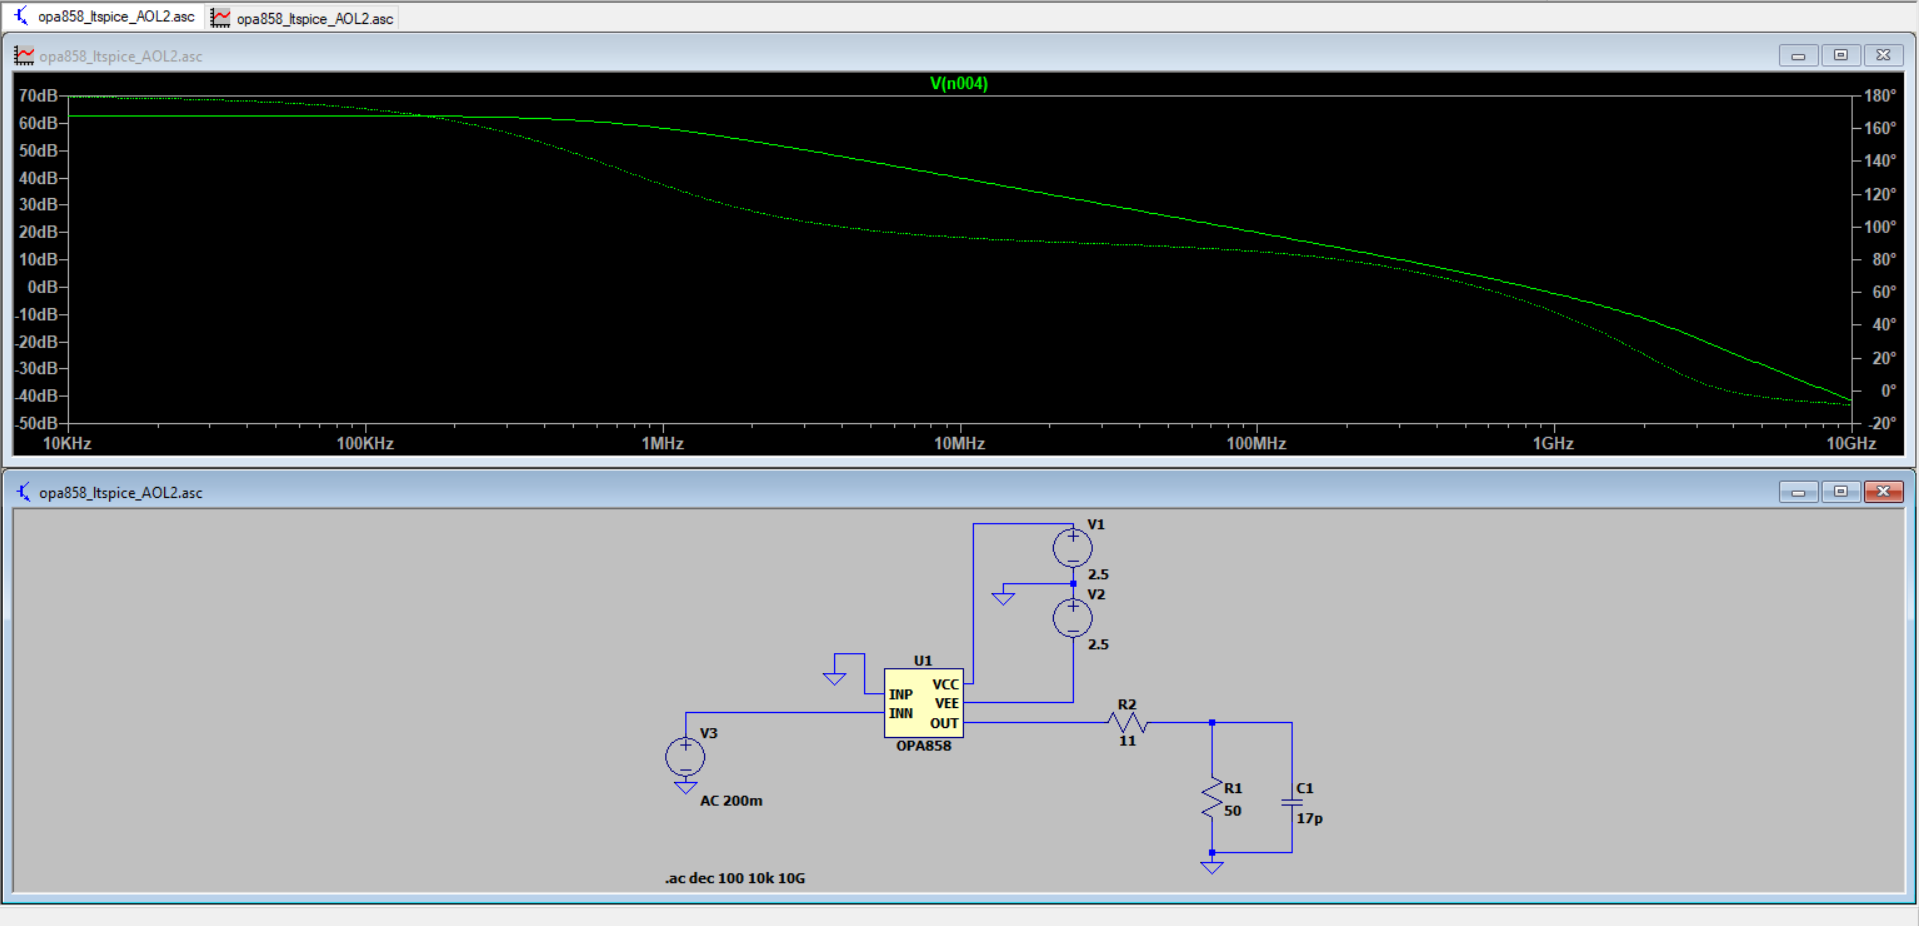 opa858_ltspice_AOL2.asc opa858_ltspice_AOL2.asc
opa858_ltspice_AOL2.asc
V(n004)
70dB 180°
60dB 160°
50dB 140°
40dB 120°
30dB 100°
20dB 80°
10dB 60°
0dB 40°
-10dB 20°
-20dB 0°
-30dB -20°
-40dB
-50dB
10KHz 100KHz 1MHz 10MHz 100MHz 1GHz 10GHz
opa858_ltspice_AOL2.asc
V1
2.5
V2
2.5
U1
VCC
INP
VEE
INN
OUT
OPA858
R2
11
V3
AC 200m
R1
50
C1
17p
.ac dec 100 10k 10G